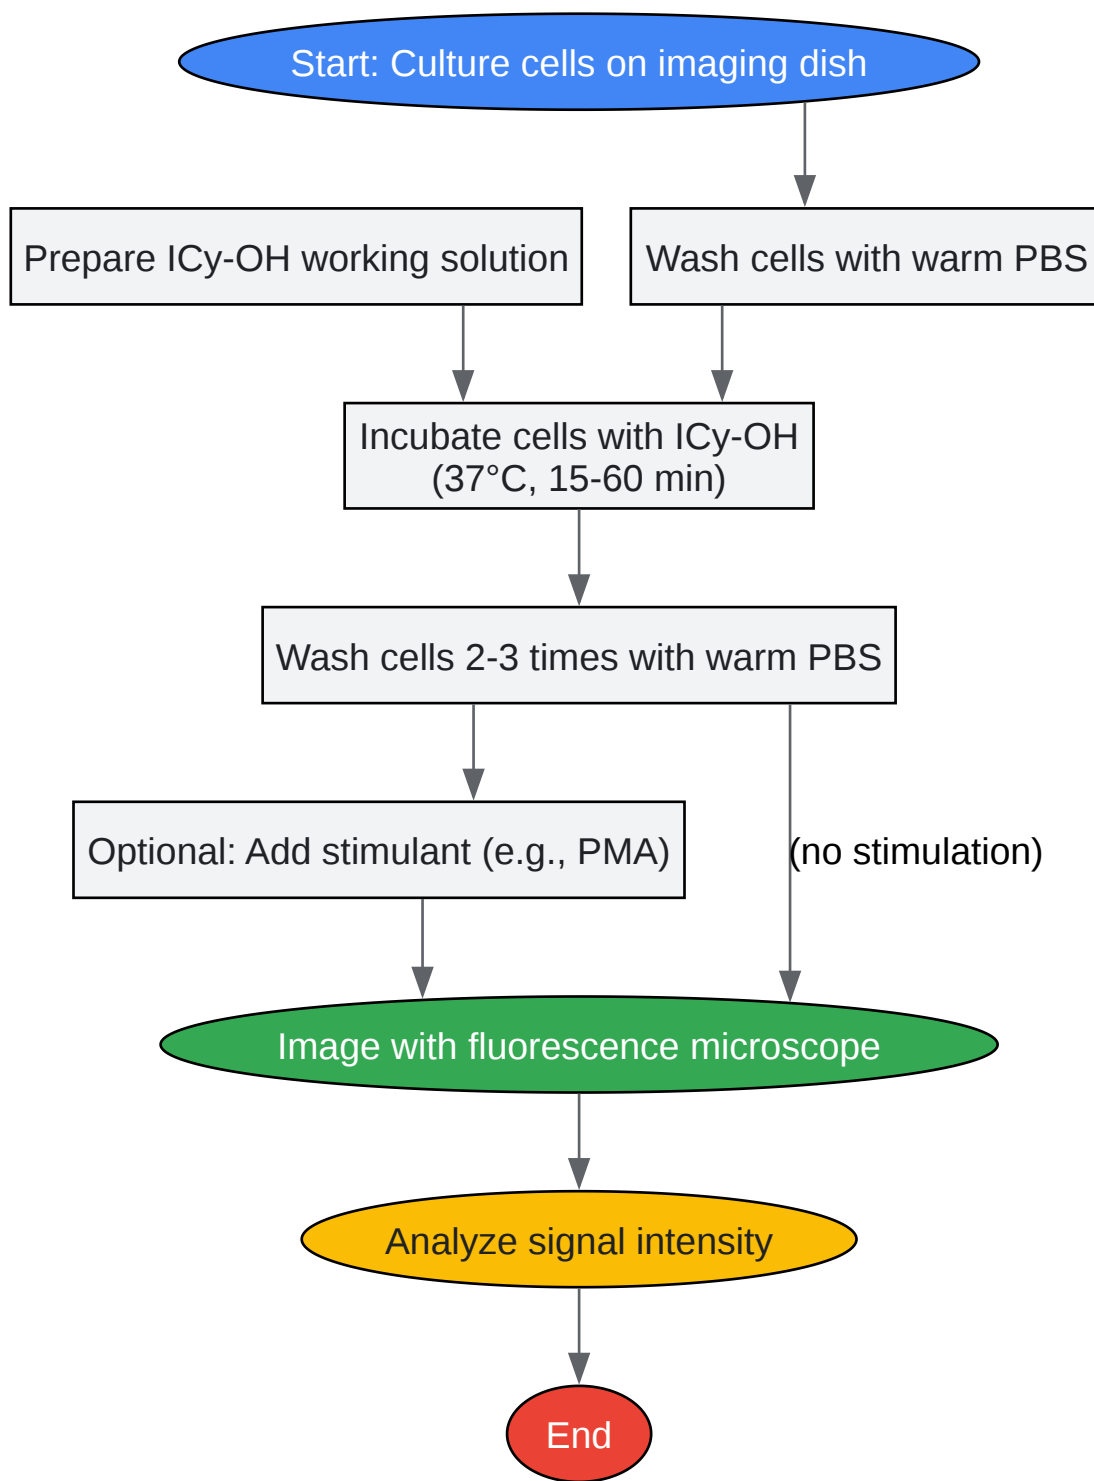 Start: Culture cells on imaging dish
Prepare ICy-OH working solution
Wash cells with warm PBS
Incubate cells with ICy-OH
(37°C, 15-60 min)
Wash cells 2-3 times with warm PBS
Optional: Add stimulant (e.g., PMA)
(no stimulation)
Image with fluorescence microscope
Analyze signal intensity
End